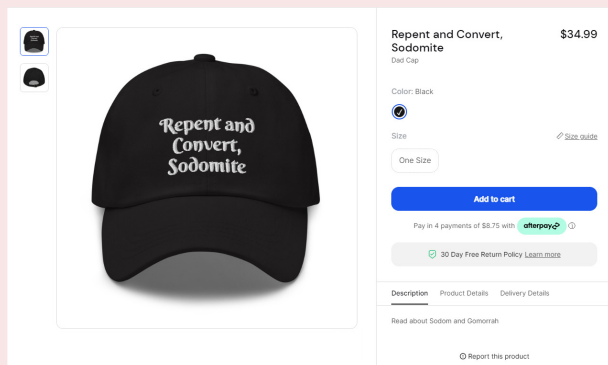 Repent and Convert,
Sodomite
$34.99
Dad Cap
Color: Black
Size
Size guide
One Size
Add to cart
Pay in 4 payments of $8.75 with afterpay
30 Day Free Return Policy Learn more
Description Product Details Delivery Details
Read about Sodom and Gomorrah
Report this product
Repent and
Convert,
Sodomite